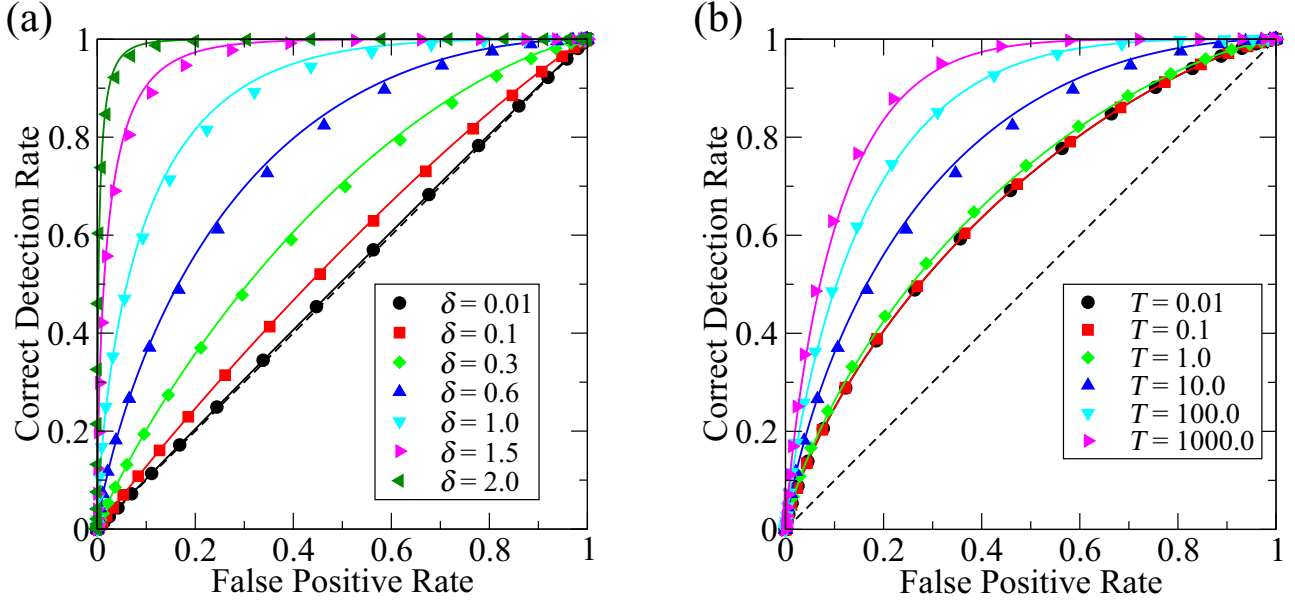 (a)
Correct Detection Rate
1
0.8
0.6
0.4
0.2
0
0 0.2 0.4 0.6 0.8 1
False Positive Rate
δ = 0.01
δ = 0.1
δ = 0.3
δ = 0.6
δ = 1.0
δ = 1.5
δ = 2.0
(b)
Correct Detection Rate
1
0.8
0.6
0.4
0.2
0
0 0.2 0.4 0.6 0.8 1
False Positive Rate
T = 0.01
T = 0.1
T = 1.0
T = 10.0
T = 100.0
T = 1000.0